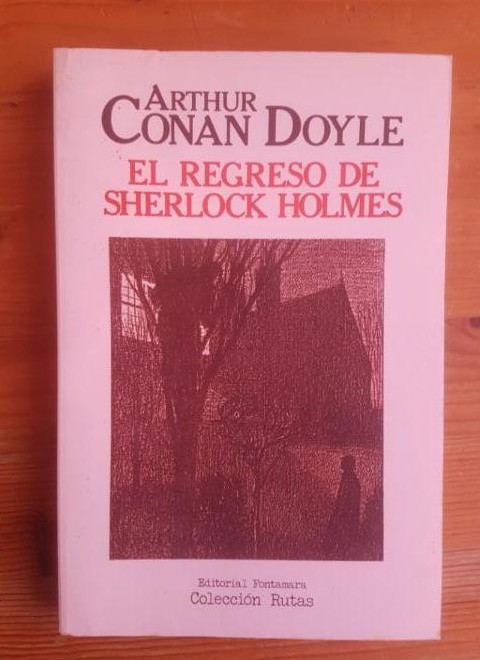 ARTHUR
CONAN DOYLE
EL REGRESO DE
SHERLOCK HOLMES
Editorial Fontamara
Colección Rutas